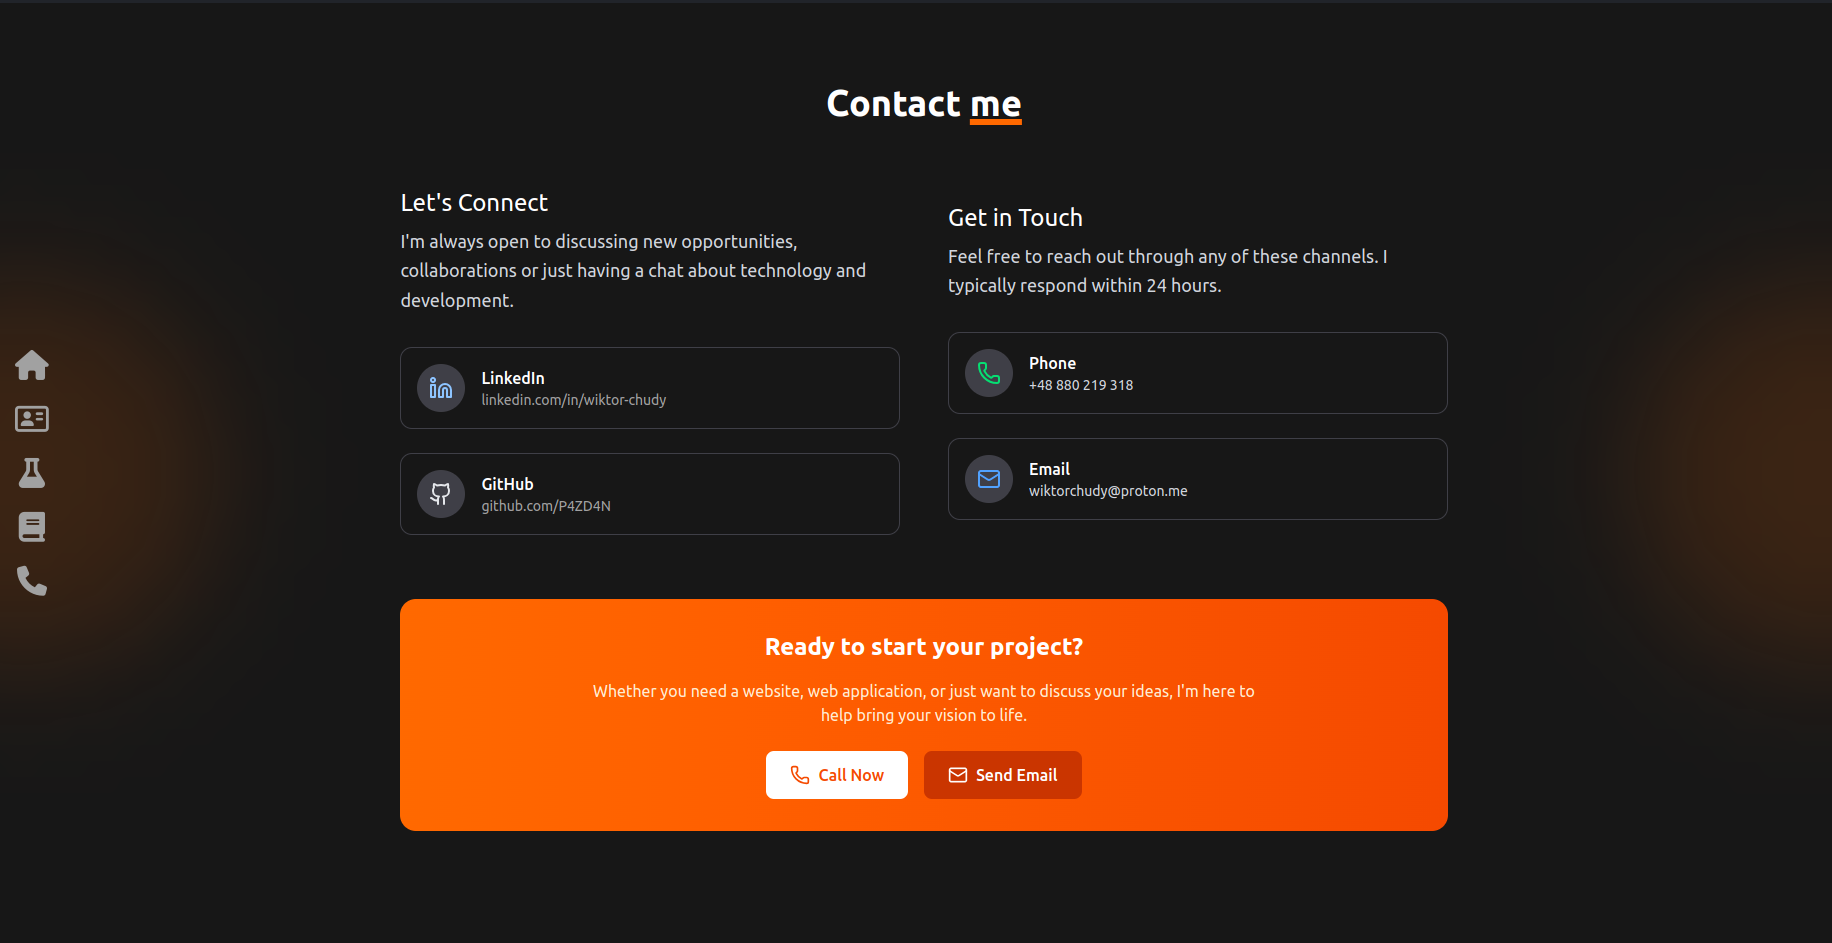 Contact me
Let's Connect
I'm always open to discussing new opportunities,
collaborations or just having a chat about technology and
development.
LinkedIn
linkedin.com/in/wiktor-chudy
GitHub
github.com/P4ZD4N
Get in Touch
Feel free to reach out through any of these channels. I
typically respond within 24 hours.
Phone
+48 880 219 318
Email
wiktorchudy@proton.me
Ready to start your project?
Whether you need a website, web application, or just want to discuss your ideas, I'm here to
help bring your vision to life.
Call Now
Send Email